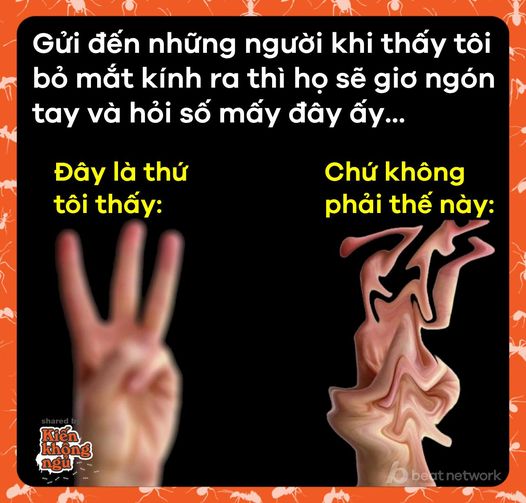 Gửi đến những người khi thấy tôi
bỏ mắt kính ra thì họ sẽ giơ ngón
tay và hỏi số mấy đây ấy...
Đây là thứ
tôi thấy:
Chứ không
phải thế này:
shared by
Kiến
không
ngủ
beat network